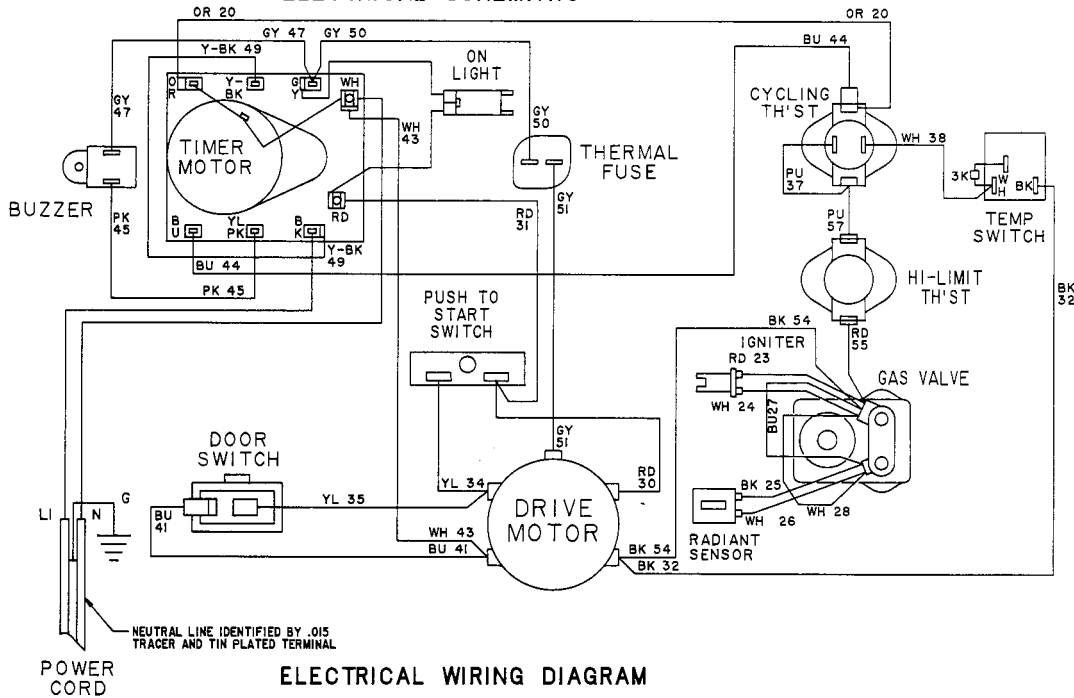 OR 20
OR 20
GY 47
GY 50
BU 44
Y-BK 49
ON
LIGHT
O
R
Y-
BK
G
Y
WH
CYCLING
TH'ST
GY
47
WH
43
GY
50
TIMER
MOTOR
THERMAL
FUSE
WH 38
3K
W
H
BK
PU
37
GY
51
BUZZER
RD
RD
31
TEMP
SWITCH
PK
45
B
U
YL
PK
B
K
Y-BK
49
PU
57
BU 44
PK 45
HI-LIMIT
TH'ST
BK
32
PUSH TO
START
SWITCH
BK 54
RD
55
IGNITER
RD 23
GAS VALVE
WH 24
BU27
GY
51
DOOR
SWITCH
YL 34
RD
30
BK 25
YL 35
DRIVE
MOTOR
WH 28
WH 26
LI
N
G
BU
41
WH 43
BU 41
BK 54
BK 32
RADIANT
SENSOR
NEUTRAL LINE IDENTIFIED BY .015
TRACER AND TIN PLATED TERMINAL
POWER
CORD
ELECTRICAL WIRING DIAGRAM